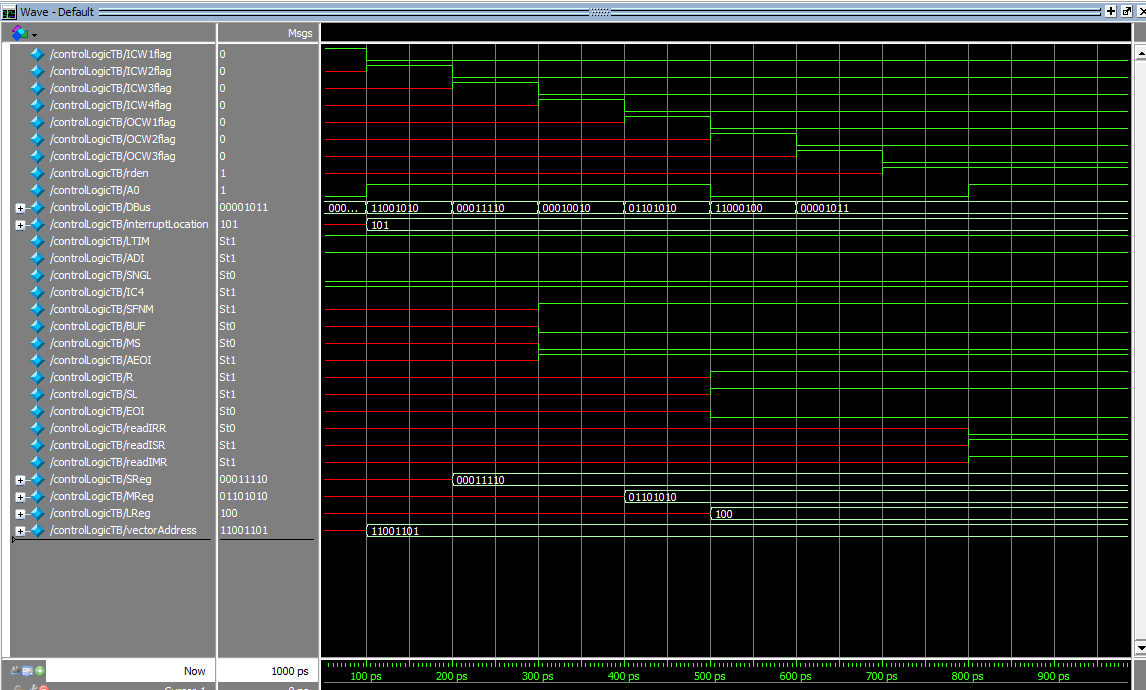 Wave - Default
Msgs
/controlLogicTB/ICW1flag 0
/controlLogicTB/ICW2flag 0
/controlLogicTB/ICW3flag 0
/controlLogicTB/ICW4flag 0
/controlLogicTB/OCW1flag 0
/controlLogicTB/OCW2flag 0
/controlLogicTB/OCW3flag 0
/controlLogicTB/rden 1
/controlLogicTB/A0 1
/controlLogicTB/DBus 00001011 000... 11001010 00011110 00010010 01101010 11000100 00001011
/controlLogicTB/interruptLocation 101 101
/controlLogicTB/LTIM St1
/controlLogicTB/ADI St1
/controlLogicTB/SNGL St0
/controlLogicTB/IC4 St1
/controlLogicTB/SFNM St1
/controlLogicTB/BUF St0
/controlLogicTB/MS St0
/controlLogicTB/AEOI St1
/controlLogicTB/R St1
/controlLogicTB/SL St1
/controlLogicTB/EOI St0
/controlLogicTB/readIRR St0
/controlLogicTB/readISR St1
/controlLogicTB/readIMR St1
/controlLogicTB/SReg 00011110 00011110
/controlLogicTB/MReg 01101010 01101010
/controlLogicTB/LReg 100 100
/controlLogicTB/vectorAddress 11001101 11001101
Now 1000 ps
100 ps 200 ps 300 ps 400 ps 500 ps 600 ps 700 ps 800 ps 900 ps